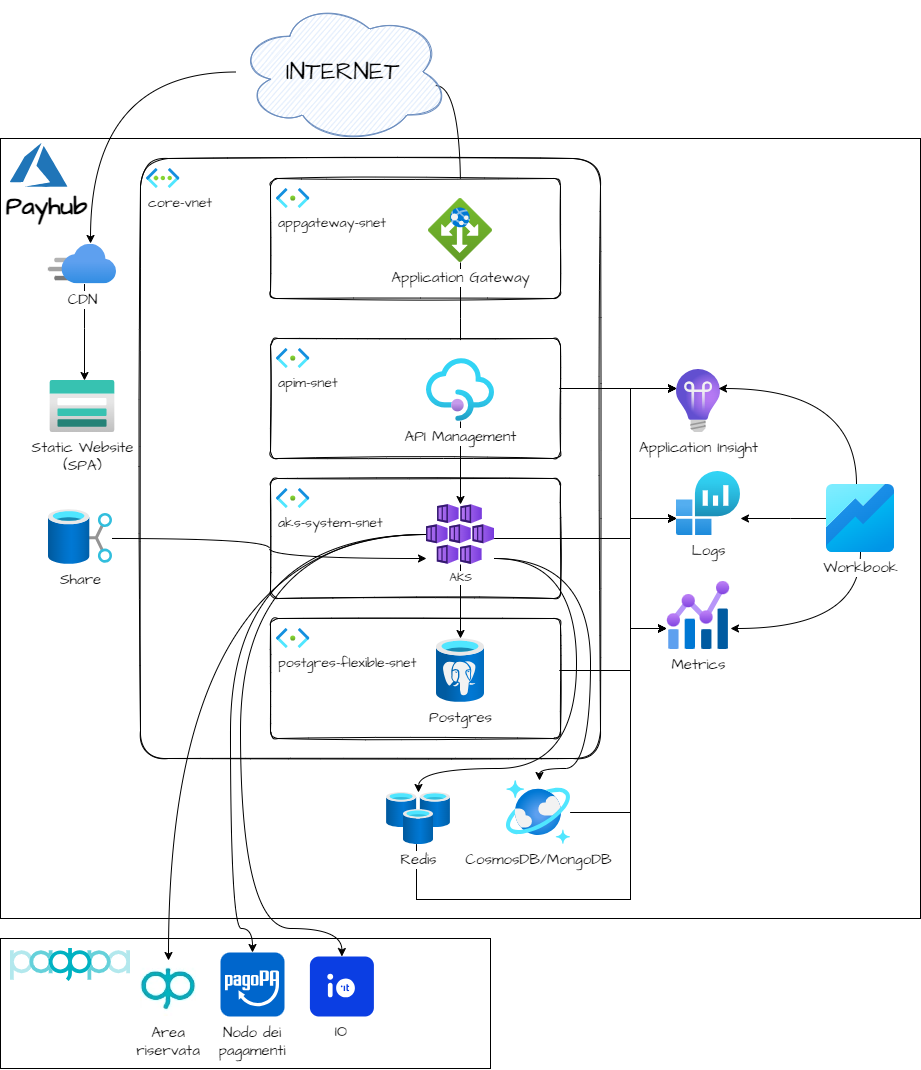 INTERNET
Payhub
core-vnet
appgateway-snet
CDN
Application Gateway
apim-snet
API Management
Static Website
(SPA)
Application Insight
aks-system-snet
Share
AKS
Logs
Workbook
postgres-flexible-snet
Metrics
Postgres
Redis
CosmosDB/MongoDB
pagopa
pagoPA
io
it
Area
riservata
Nodo dei
pagamenti
IO